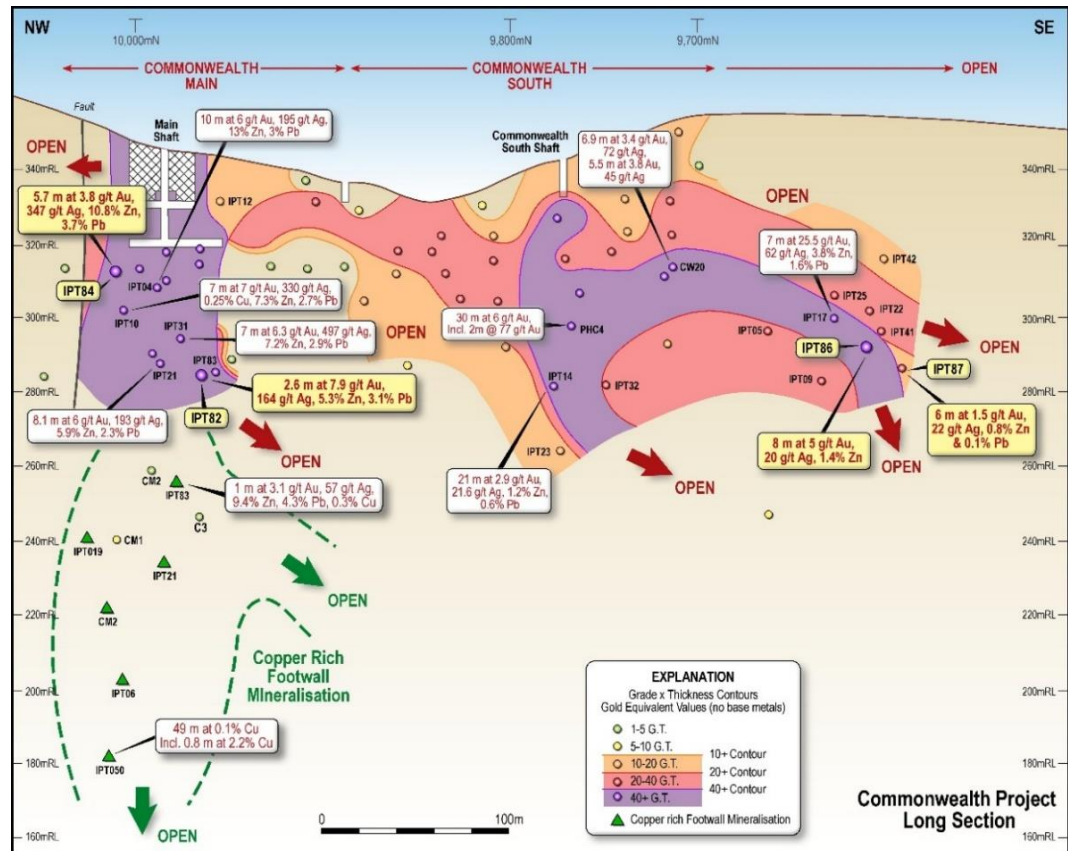 NW
SE
10,000mN
9,800mN
9,700mN
COMMONWEALTH
MAIN
COMMONWEALTH
SOUTH
OPEN
Fault
Main
Shaft
10 m at 6 g/t Au, 195 g/t Ag,
13% Zn, 3% Pb
Commonwealth
South Shaft
6.9 m at 3.4 g/t Au,
72 g/t Ag,
5.5 m at 3.8 Au,
45 g/t Ag
OPEN
340mRL
340mRL
5.7 m at 3.8 g/t Au,
347 g/t Ag, 10.8% Zn,
3.7% Pb
IPT12
OPEN
7 m at 25.5 g/t Au,
62 g/t Ag, 3.8% Zn,
1.6% Pb
320mRL
320mRL
IPT42
CW20
IPT84
IPT04
7 m at 7 g/t Au, 330 g/t Ag,
0.25% Cu, 7.3% Zn, 2.7% Pb
IPT25
IPT22
300mRL
300mRL
IPT10
IPT31
7 m at 6.3 g/t Au, 497 g/t Ag,
7.2% Zn, 2.9% Pb
OPEN
30 m at 6 g/t Au,
Incl. 2m @ 77 g/t Au
PHC4
IPT05
IPT17
IPT41
IPT86
OPEN
IPT21
IPT83
IPT14
IPT32
IPT09
IPT87
280mRL
280mRL
2.6 m at 7.9 g/t Au,
164 g/t Ag, 5.3% Zn, 3.1% Pb
8.1 m at 6 g/t Au, 193 g/t Ag,
5.9% Zn, 2.3% Pb
IPT82
6 m at 1.5 g/t Au,
22 g/t Ag, 0.8% Zn
& 0.1% Pb
8 m at 5 g/t Au,
20 g/t Ag, 1.4% Zn
OPEN
260mRL
260mRL
OPEN
IPT23
OPEN
CM2
IPT83
1 m at 3.1 g/t Au, 57 g/t Ag,
9.4% Zn, 4.3% Pb, 0.3% Cu
21 m at 2.9 g/t Au,
21.6 g/t Ag, 1.2% Zn,
0.6% Pb
C3
240mRL
240mRL
IPT019
CM1
IPT21
OPEN
220mRL
220mRL
CM2
Copper Rich
Footwall
MIneralisation
200mRL
200mRL
IPT06
49 m at 0.1% Cu
Incl. 0.8 m at 2.2% Cu
180mRL
180mRL
IPT050
160mRL
160mRL
OPEN
0
100m
EXPLANATION
Grade x Thickness Contours
Gold Equivalent Values (no base metals)
1-5 G.T.
5-10 G.T.
10+ Contour
10-20 G.T.
20+ Contour
20-40 G.T.
40+ Contour
40+ G.T.
Copper rich Footwall Mineralisation
Commonwealth Project
Long Section